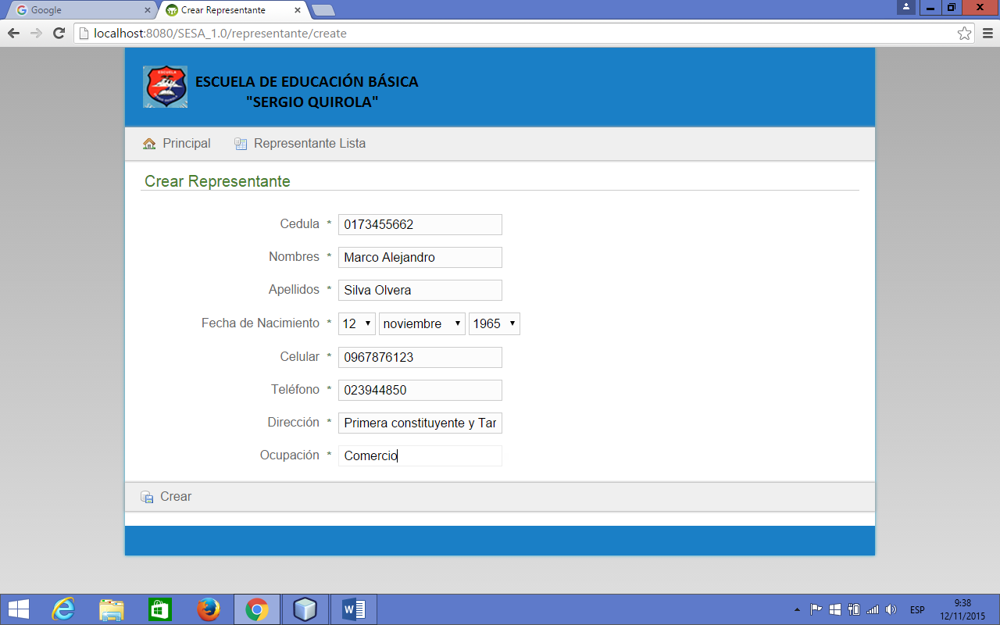 Google
Crear Representante
localhost:8080/SESA_1.0/representante/create
ESCUELA
ESCUELA DE EDUCACIÓN BÁSICA
"SERGIO QUIROLA"
Principal Representante Lista
Crear Representante
Cedula * 0173455662
Nombres * Marco Alejandro
Apellidos * Silva Olvera
Fecha de Nacimiento * 12 noviembre 1965
Celular * 0967876123
Teléfono * 023944850
Dirección * Primera constituyente y Tar
Ocupación * Comercio
Crear
ESP
9:38
12/11/2015